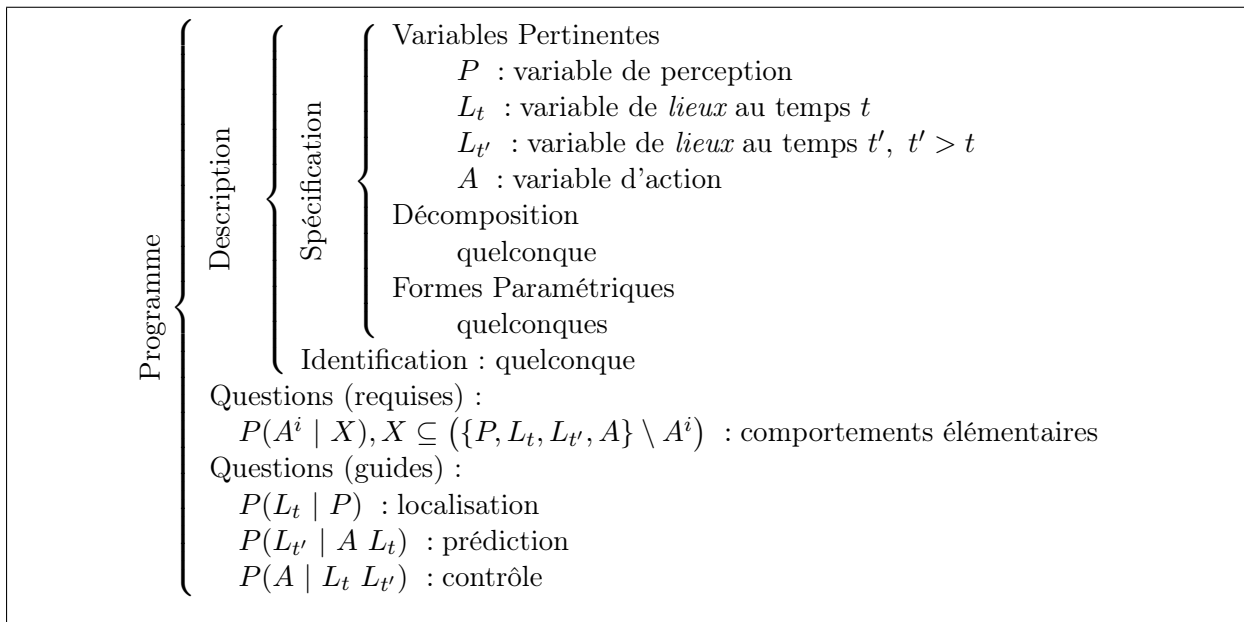 Programme
Description
Spécification
Variables Pertinentes
P : variable de perception
L_t : variable de lieux au temps t
L_{t'} : variable de lieux au temps t', t' > t
A : variable d'action
Décomposition
quelconque
Formes Paramétriques
quelconques
Identification : quelconque
Questions (requises) :
P(A^i | X), X ⊆ ({P, L_t, L_{t'}, A} \ A^i) : comportements élémentaires
Questions (guides) :
P(L_t | P) : localisation
P(L_{t'} | A L_t) : prédiction
P(A | L_t L_{t'}) : contrôle